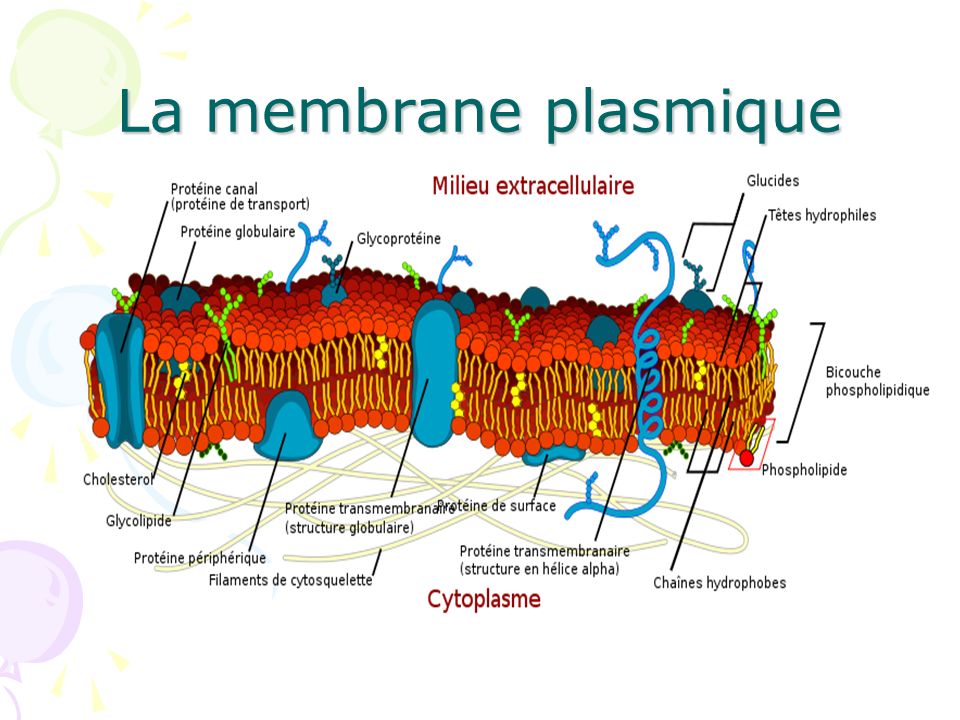 La membrane plasmique
Milieu extracellulaire
Protéine canal
(protéine de transport)
Protéine globulaire
Glycoprotéine
Glucides
Têtes hydrophiles
Bicouche
phospholipidique
Phospholipide
Cholesterol
Glycolipide
Protéine périphérique
Filaments de cytosquelette
Protéine transmembranaire
(structure globulaire)
Protéine de surface
Protéine transmembranaire
(structure en hélice alpha)
Chaînes hydrophobes
Cytoplasme